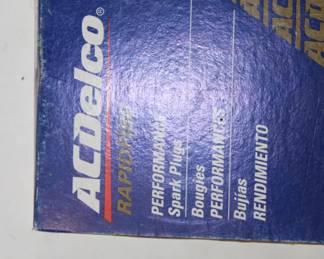 ACDelco®
RAPIDFIRE
PERFORMANCE
Spark Plugs
Bougies
PERFORMANCES
Bujías
RENDIMIENTO